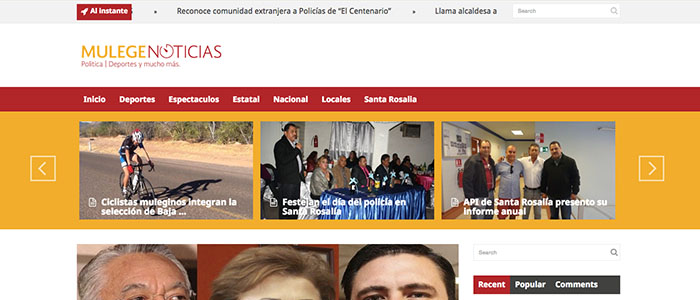 Al instante
Reconoce comunidad extranjera a Policías de “El Centenario”
»
Llama alcaldesa a
Search
MULEGENOTICIAS
Política | Deportes y mucho más.
Inicio Deportes Espectaculos Estatal Nacional Locales Santa Rosalia
Ciclistas muleginos integran la
selección de Baja ...
Festejan el día del policía en
Santa Rosalía
API de Santa Rosalía presento su
informe anual
Search
Recent Popular Comments